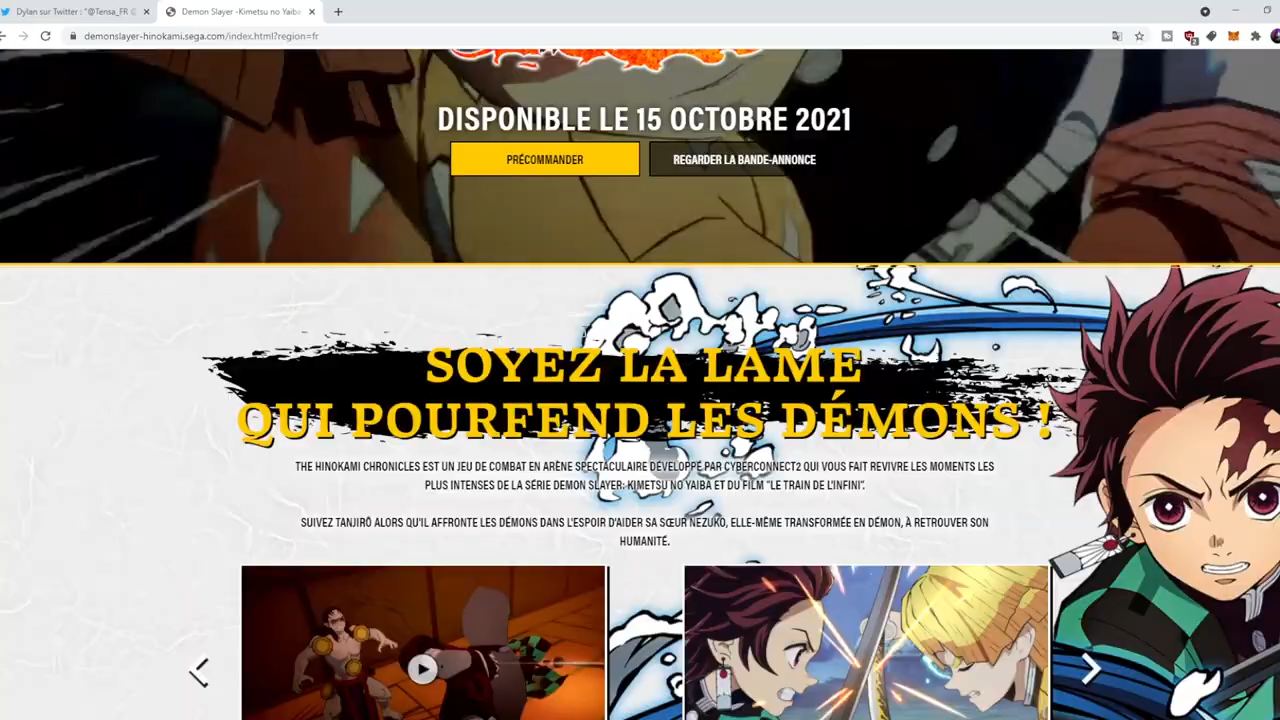 Dylan sur Twitter : "@Tensa_FR @
Demon Slayer -Kimetsu no Yaiba
demonslayer-hinokami.sega.com/index.html?region=fr
DISPONIBLE LE 15 OCTOBRE 2021
PRÉCOMMANDER
REGARDER LA BANDE-ANNONCE
SOYEZ LA LAME
QUI POURFEND LES DÉMONS !
THE HINOKAMI CHRONICLES EST UN JEU DE COMBAT EN ARÈNE SPECTACULAIRE DÉVELOPPÉ PAR CYBERCONNECT2 QUI VOUS FAIT REVIVRE LES MOMENTS LES
PLUS INTENSES DE LA SÉRIE DEMON SLAYER: KIMETSU NO YAIBA ET DU FILM "LE TRAIN DE L'INFINI".
SUIVEZ TANJIRÔ ALORS QU'IL AFFRONTE LES DÉMONS DANS L'ESPOIR D'AIDER SA SŒUR NEZUKO, ELLE-MÊME TRANSFORMÉE EN DÉMON, À RETROUVER SON
HUMANITÉ.